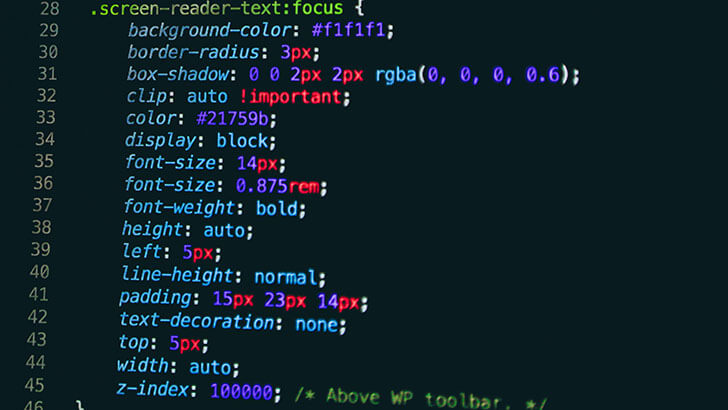 28 .screen-reader-text:focus {
29 background-color: #f1f1f1;
30 border-radius: 3px;
31 box-shadow: 0 0 2px 2px rgba(0, 0, 0, 0.6);
32 clip: auto !important;
33 color: #21759b;
34 display: block;
35 font-size: 14px;
36 font-size: 0.875rem;
37 font-weight: bold;
38 height: auto;
39 left: 5px;
40 line-height: normal;
41 padding: 15px 23px 14px;
42 text-decoration: none;
43 top: 5px;
44 width: auto;
45 z-index: 100000; /* Above WP toolbar. */
46 }